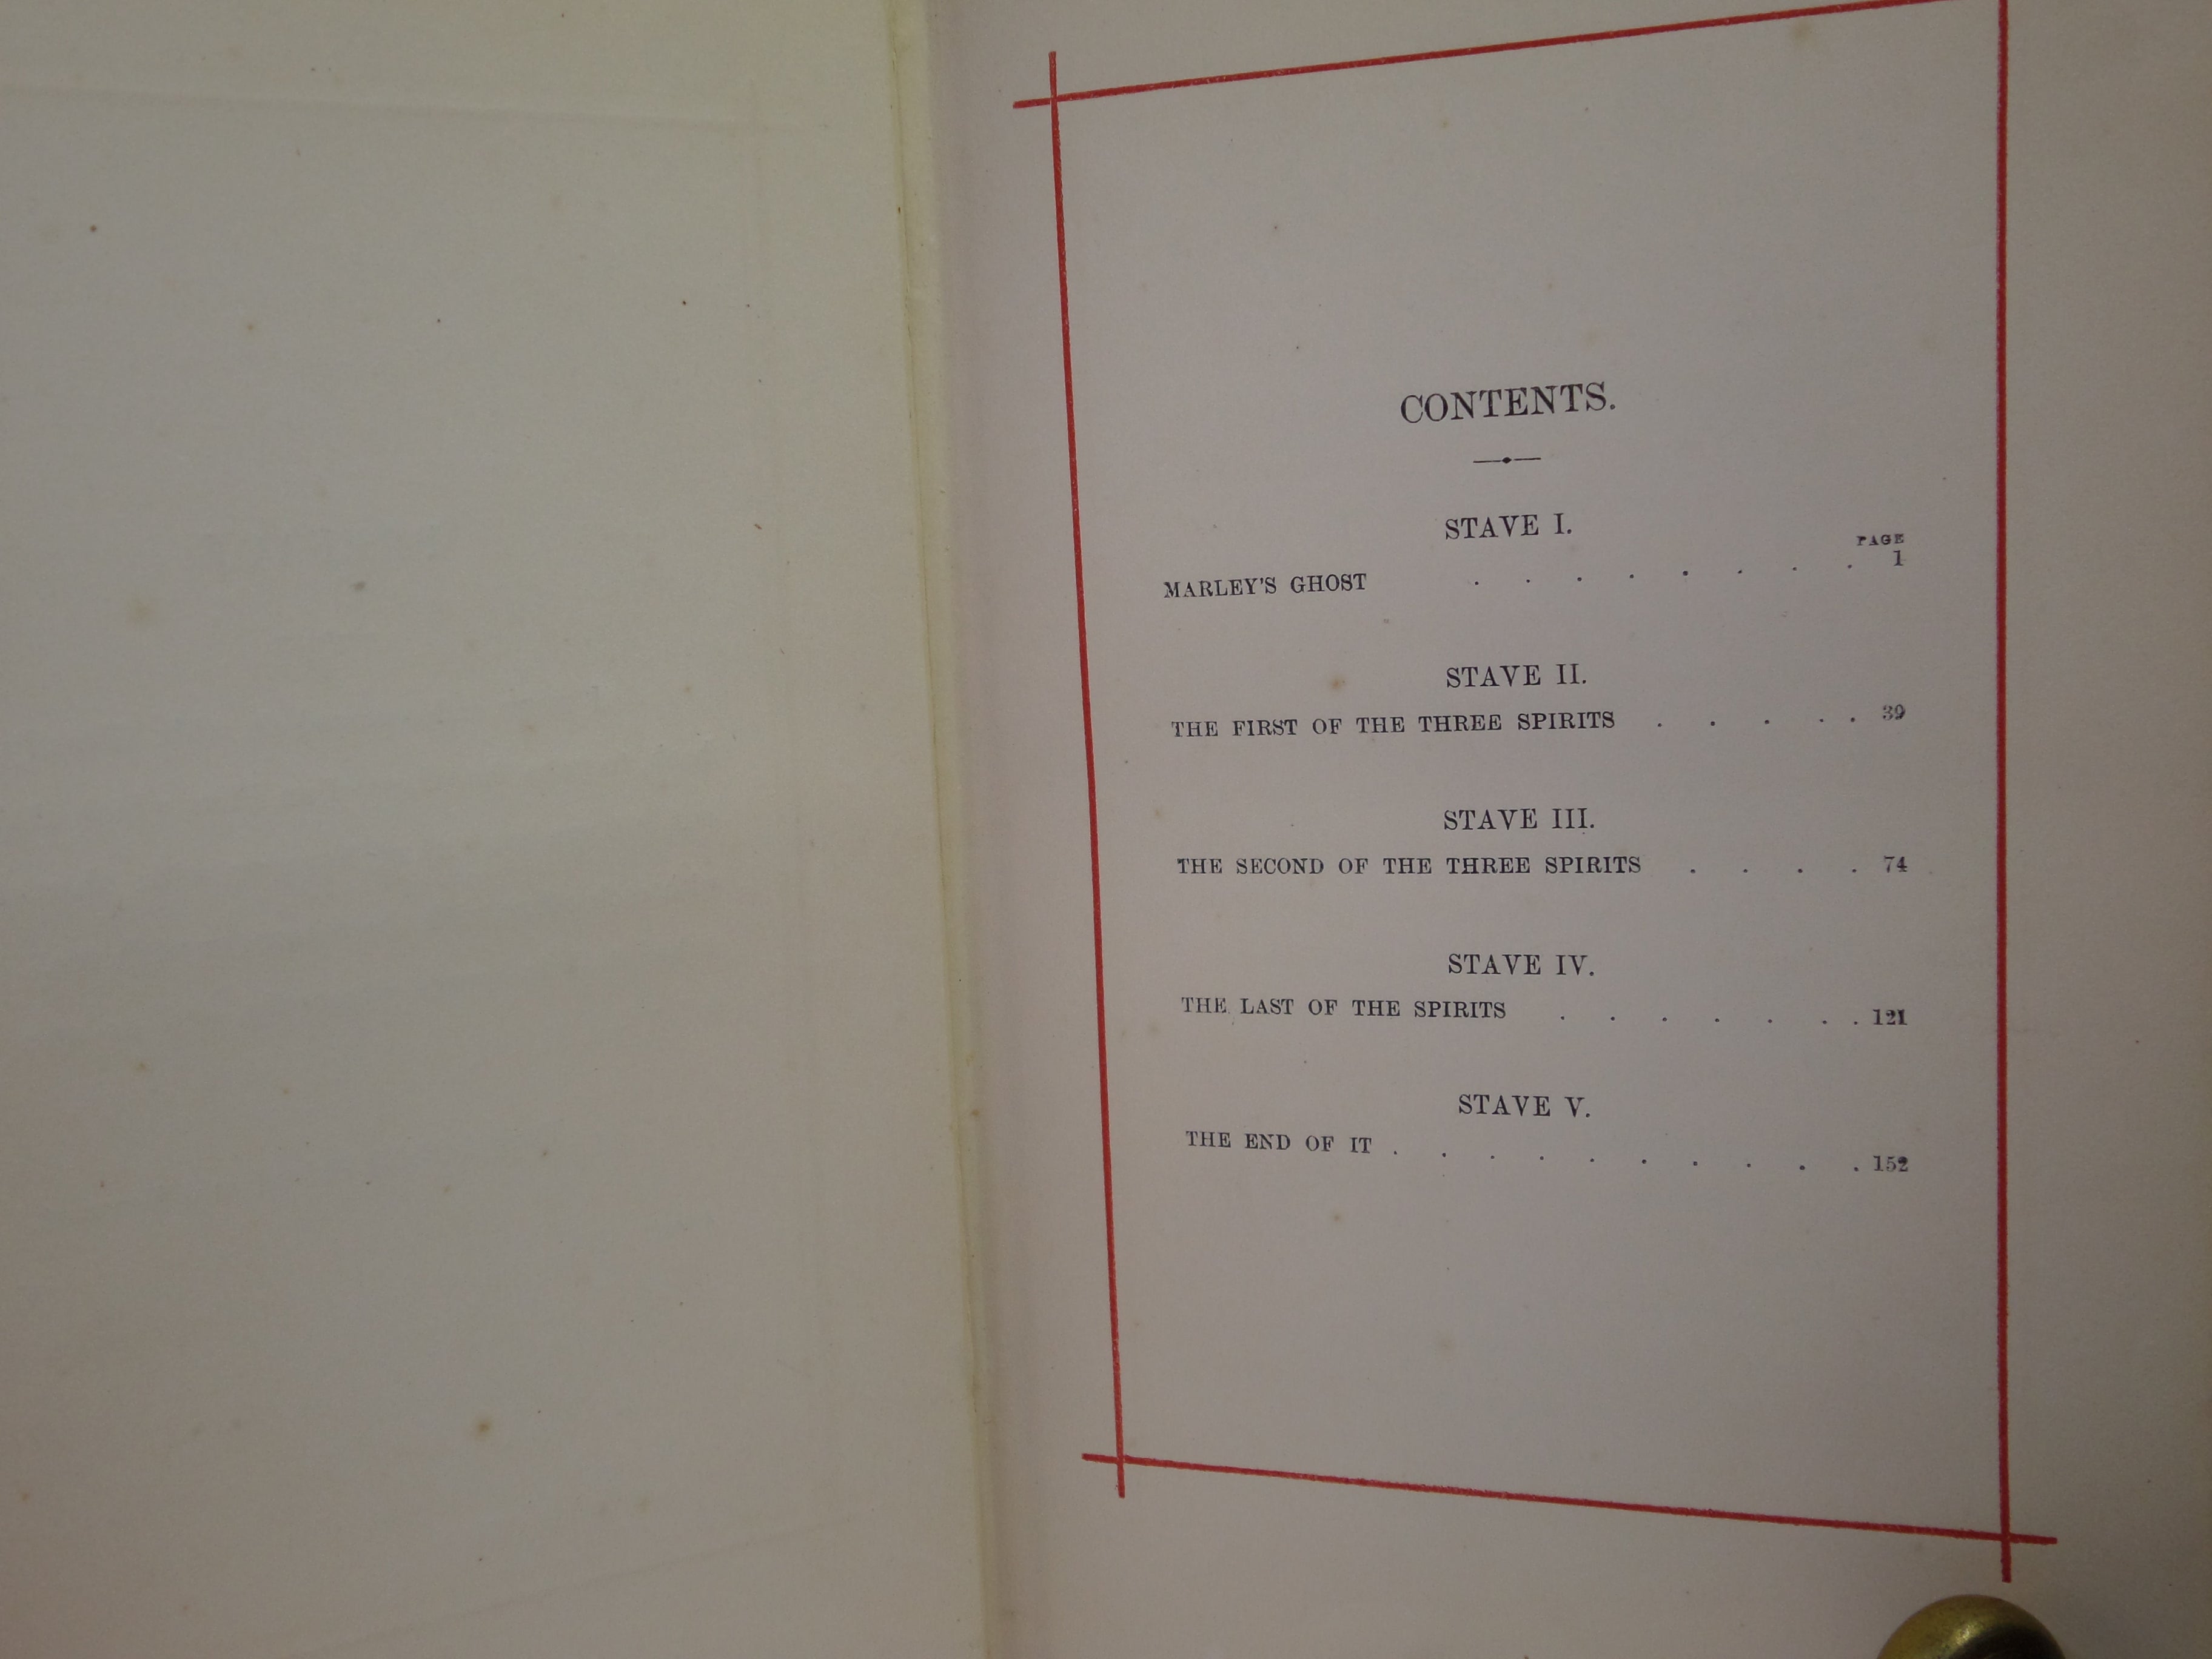 CONTENTS.
STAVE I.
PAGE
MARLEY'S GHOST . . . . . . . . 1
STAVE II.
THE FIRST OF THE THREE SPIRITS . . . . . 39
STAVE III.
THE SECOND OF THE THREE SPIRITS . . . . 74
STAVE IV.
THE LAST OF THE SPIRITS . . . . . . . 121
STAVE V.
THE END OF IT . . . . . . . . . . 152